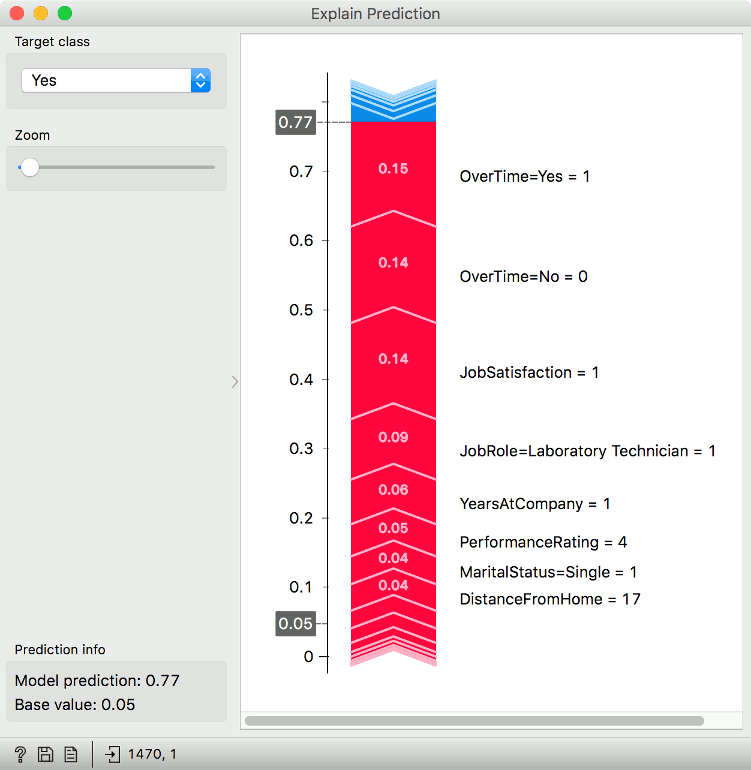 Explain Prediction
Target class
Yes
Zoom
0.77
0.7
0.6
0.5
0.4
0.3
0.2
0.1
0.05
0
0.15
0.14
0.14
0.09
0.06
0.05
0.04
0.04
OverTime=Yes = 1
OverTime=No = 0
JobSatisfaction = 1
JobRole=Laboratory Technician = 1
YearsAtCompany = 1
PerformanceRating = 4
MaritalStatus=Single = 1
DistanceFromHome = 17
Prediction info
Model prediction: 0.77
Base value: 0.05
? 1470, 1